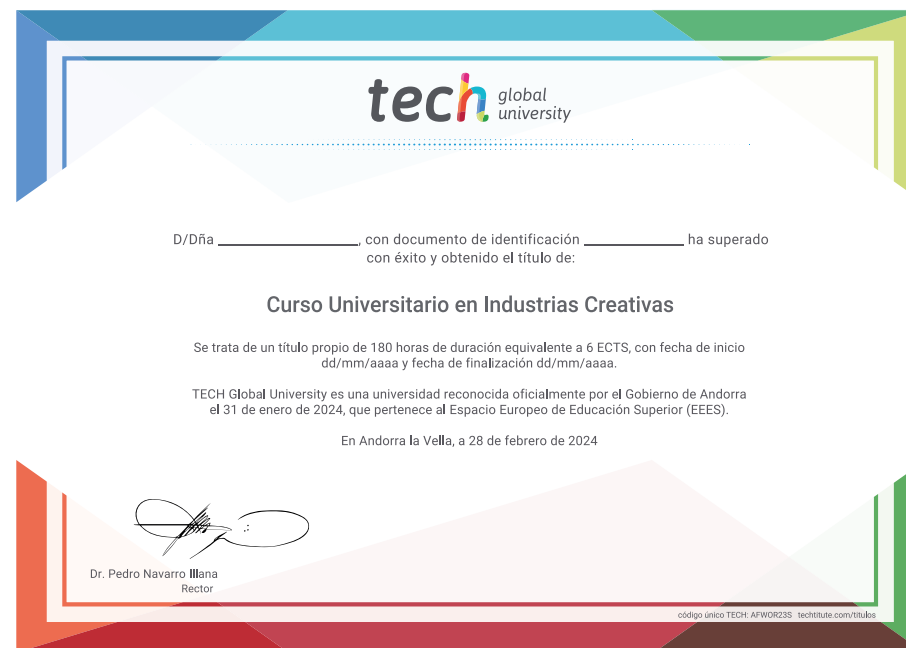 tech global university
D/Dña ____________________, con documento de identificación ______________ ha superado
con éxito y obtenido el título de:
Curso Universitario en Industrias Creativas
Se trata de un título propio de 180 horas de duración equivalente a 6 ECTS, con fecha de inicio
dd/mm/aaaa y fecha de finalización dd/mm/aaaa.
TECH Global University es una universidad reconocida oficialmente por el Gobierno de Andorra
el 31 de enero de 2024, que pertenece al Espacio Europeo de Educación Superior (EEES).
En Andorra la Vella, a 28 de febrero de 2024
Dr. Pedro Navarro Illana
Rector
código único TECH: AFWOR23S techtitute.com/titulos